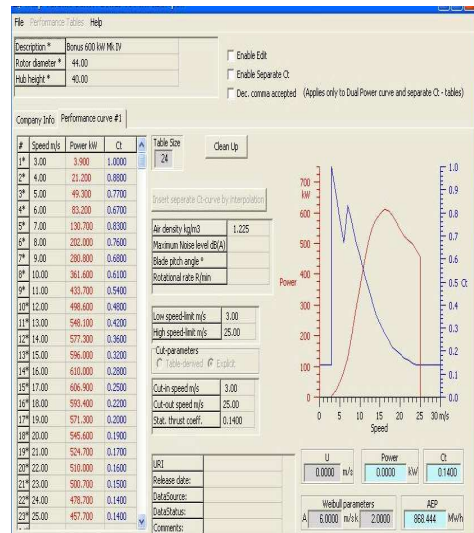 File Performance Tables Help
Description * Bonus 600 kW Mk IV
Rotor diameter * 44.00
Hub height * 40.00
Enable Edit
Enable Separate Ct
Dec. comma accepted (Applies only to Dual Power curve and separate Ct - tables)
Company Info Performance curve #1
# Speed m/s Power kW Ct
1* 3.00 3.900 1.0000
2* 4.00 21.200 0.8800
3* 5.00 49.300 0.7700
4* 6.00 83.200 0.6700
5* 7.00 130.700 0.8300
6* 8.00 202.000 0.7600
7* 9.00 280.800 0.6800
8* 10.00 361.600 0.6100
9* 11.00 433.700 0.5400
10* 12.00 498.600 0.4800
11* 13.00 548.100 0.4200
12* 14.00 577.300 0.3600
13* 15.00 596.000 0.3200
14* 16.00 610.000 0.2800
15* 17.00 606.900 0.2500
16* 18.00 593.400 0.2200
17* 19.00 571.300 0.2000
18* 20.00 545.600 0.1900
19* 21.00 524.700 0.1700
20* 22.00 510.000 0.1600
21* 23.00 500.700 0.1500
22* 24.00 478.700 0.1400
23* 25.00 457.700 0.1400
Table Size
24
Clean Up
Insert separate Ct-curve by interpolation
Air density kg/m3 1.225
Maximum Noise level dB(A)
Blade pitch angle °
Rotational rate R/min
Low speed-limit m/s 3.00
High speed-limit m/s 25.00
Cut-parameters
Table-derived Explicit
Cut-in speed m/s 3.00
Cut-out speed m/s 25.00
Stat. thrust coeff. 0.1400
URI
Release date:
DataSource:
DataStatus:
Comments:
700
kW
600
500
400
300
200
100
0
Power
1.0
0.9
0.8
0.7
0.6
0.5
0.4
0.3
0.2
0.1
0.0
Ct
0 5 10 15 20 25 30 m/s
Speed
U Power Ct
0.0000 m/s 0.0000 kW 0.1400
Weibull parameters AEP
A 6.0000 m/s k 2.0000 868.444 MWh